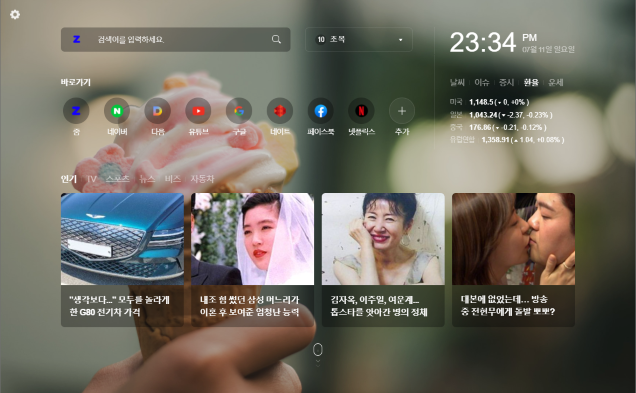 검색어를 입력하세요.
10 초복
23:34 PM
07월 11일 일요일
바로가기
날씨 이슈 증시 환율 운세
미국 1,148.5 (▾ 0, +0% )
일본 1,043.24 (▾ -2.37, -0.23% )
중국 176.86 (▾ -0.21, -0.12% )
유럽연합 1,358.91 (▴ 1.04, +0.08% )
줌 네이버 다음 유튜브 구글 네이트 페이스북 넷플릭스 추가
인기 TV 스포츠 뉴스 비즈 자동차
"생각보다..." 모두를 놀라게
한 G80 전기차 가격
내조 힘 썼던 삼성 며느리가
이혼 후 보여준 엄청난 능력
김자옥, 이주일, 여운계...
톱스타를 앗아간 병의 정체
대본에 없었는데... 방송
중 전현무에게 돌발 뽀뽀?